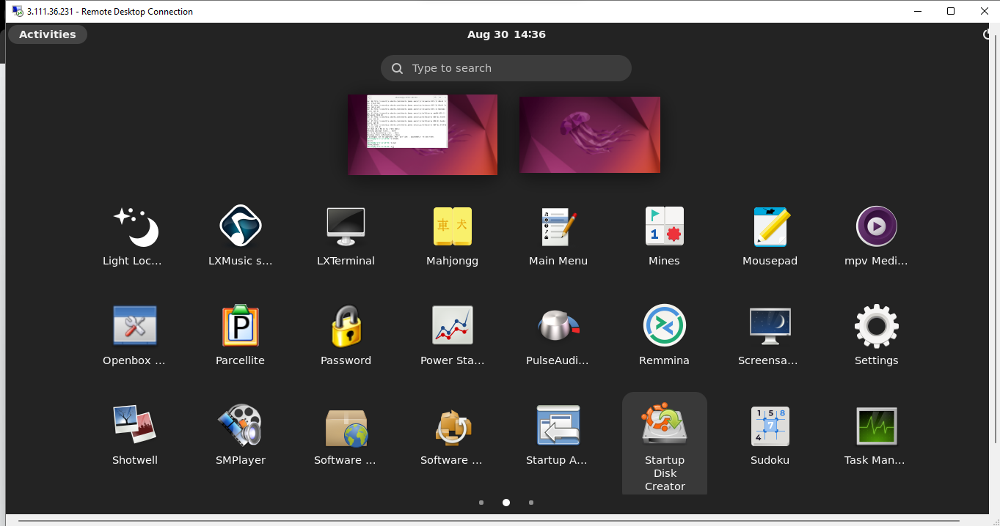 3.111.36.231 - Remote Desktop Connection
Activities
Aug 30 14:36
Type to search
Light Loc...
LXMusic s...
LXTerminal
Mahjongg
Main Menu
Mines
Mousepad
mpv Medi...
Openbox ...
Parcellite
Password
Power Sta...
PulseAudi...
Remmina
Screensa...
Settings
Shotwell
SMPlayer
Software ...
Software ...
Startup A...
Startup
Disk
Creator
Sudoku
Task Man...